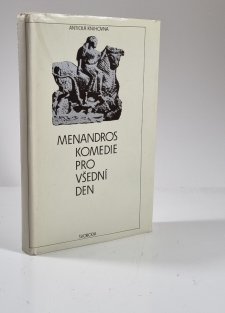 ANTICKÁ KNIHOVNA
MENANDROS
KOMEDIE
PRO
VŠEDNÍ
DEN
SVOBODA